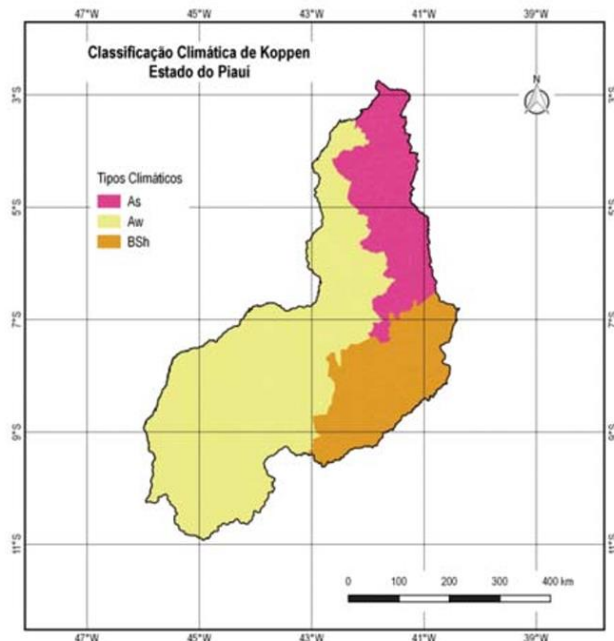 47°W 45°W 43°W 41°W 39°W
Classificação Climática de Koppen
Estado do Piauí
N
3°S 3°S
Tipos Climáticos
As
Aw
BSh
5°S 5°S
7°S 7°S
9°S 9°S
11°S 11°S
0 100 200 300 400 km
47°W 45°W 43°W 41°W 39°W